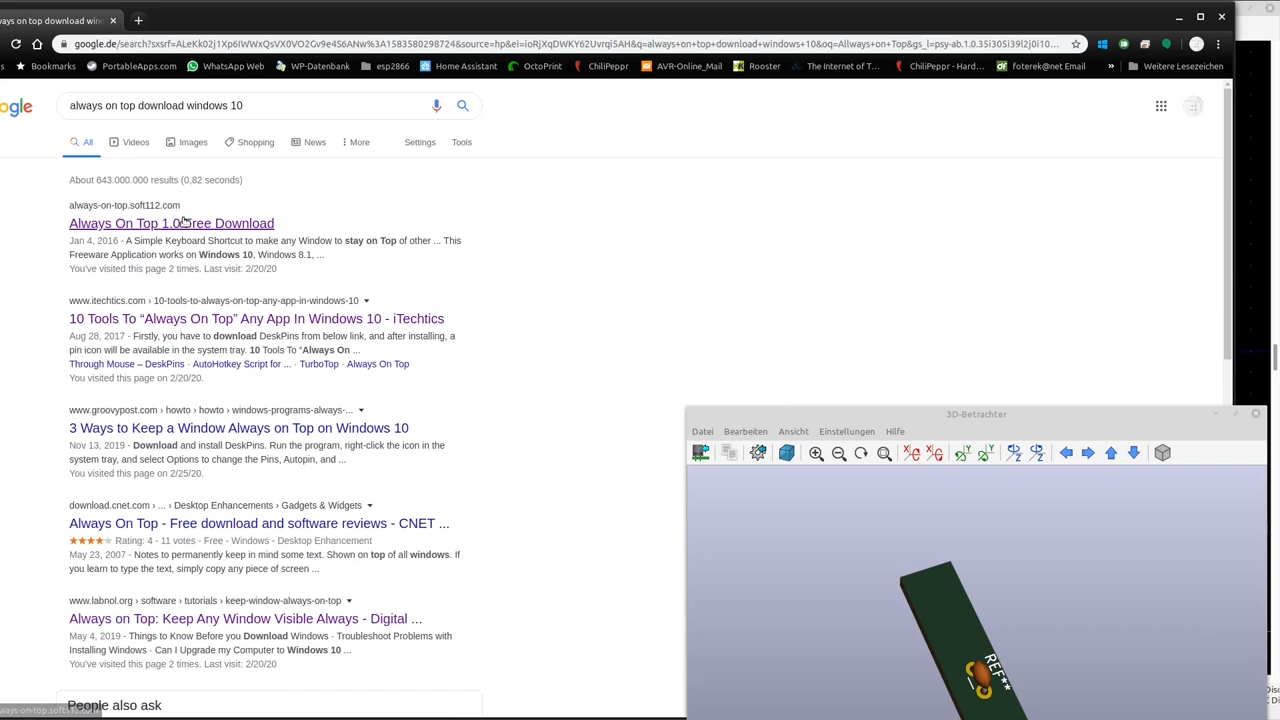 ways on top download wind
google.de/search?sxsrf=ALeKk02j1Xp6IWWxQsVX0VO2Gv9e4S6ANw%3A1583580298724&source=hp&ei=ioRjXqDWKY62Uvrqi5AH&q=always+on+top+download+windows+10&oq=Allways+on+Top&gs_l=psy-ab.1.0.35i305i39l2j0i10...
Bookmarks
PortableApps.com
WhatsApp Web
WP-Datenbank
esp2866
Home Assistant
OctoPrint
ChiliPeppr
AVR-Online_Mail
Rooster
The Internet of T...
ChiliPeppr - Hard...
foterek@net Email
»
Weitere Lesezeichen
ogle
always on top download windows 10
All
Videos
Images
Shopping
News
More
Settings
Tools
About 643.000.000 results (0,82 seconds)
always-on-top.soft112.com
Always On Top 1.0 Free Download
Jan 4, 2016 - A Simple Keyboard Shortcut to make any Window to stay on Top of other ... This
Freeware Application works on Windows 10, Windows 8.1, ...
You've visited this page 2 times. Last visit: 2/20/20
www.itechtics.com › 10-tools-to-always-on-top-any-app-in-windows-10
10 Tools To “Always On Top” Any App In Windows 10 - iTechtics
Aug 28, 2017 - Firstly, you have to download DeskPins from below link, and after installing, a
pin icon will be available in the system tray. 10 Tools To “Always On ...
Through Mouse – DeskPins · AutoHotkey Script for ... · TurboTop · Always On Top
You visited this page on 2/20/20.
www.groovypost.com › howto › howto › windows-programs-always-...
3 Ways to Keep a Window Always on Top on Windows 10
Nov 13, 2019 - Download and install DeskPins. Run the program, right-click the icon in the
system tray, and select Options to change the Pins, Autopin, and ...
You visited this page on 2/25/20.
download.cnet.com › ... › Desktop Enhancements › Gadgets & Widgets
Always On Top - Free download and software reviews - CNET ...
Rating: 4 - 11 votes - Free - Windows - Desktop Enhancement
May 23, 2007 - Notes to permanently keep in mind some text. Shown on top of all windows. If
you learn to type the text, simply copy any piece of screen ...
www.labnol.org › software › tutorials › keep-window-always-on-top
Always on Top: Keep Any Window Visible Always - Digital ...
May 4, 2019 - Things to Know Before you Download Windows · Troubleshoot Problems with
Installing Windows · Can I Upgrade my Computer to Windows 10 ...
You've visited this page 2 times. Last visit: 2/20/20
People also ask
ways-on-top.soft112.com
3D-Betrachter
Datei
Bearbeiten
Ansicht
Einstellungen
Hilfe
REF**